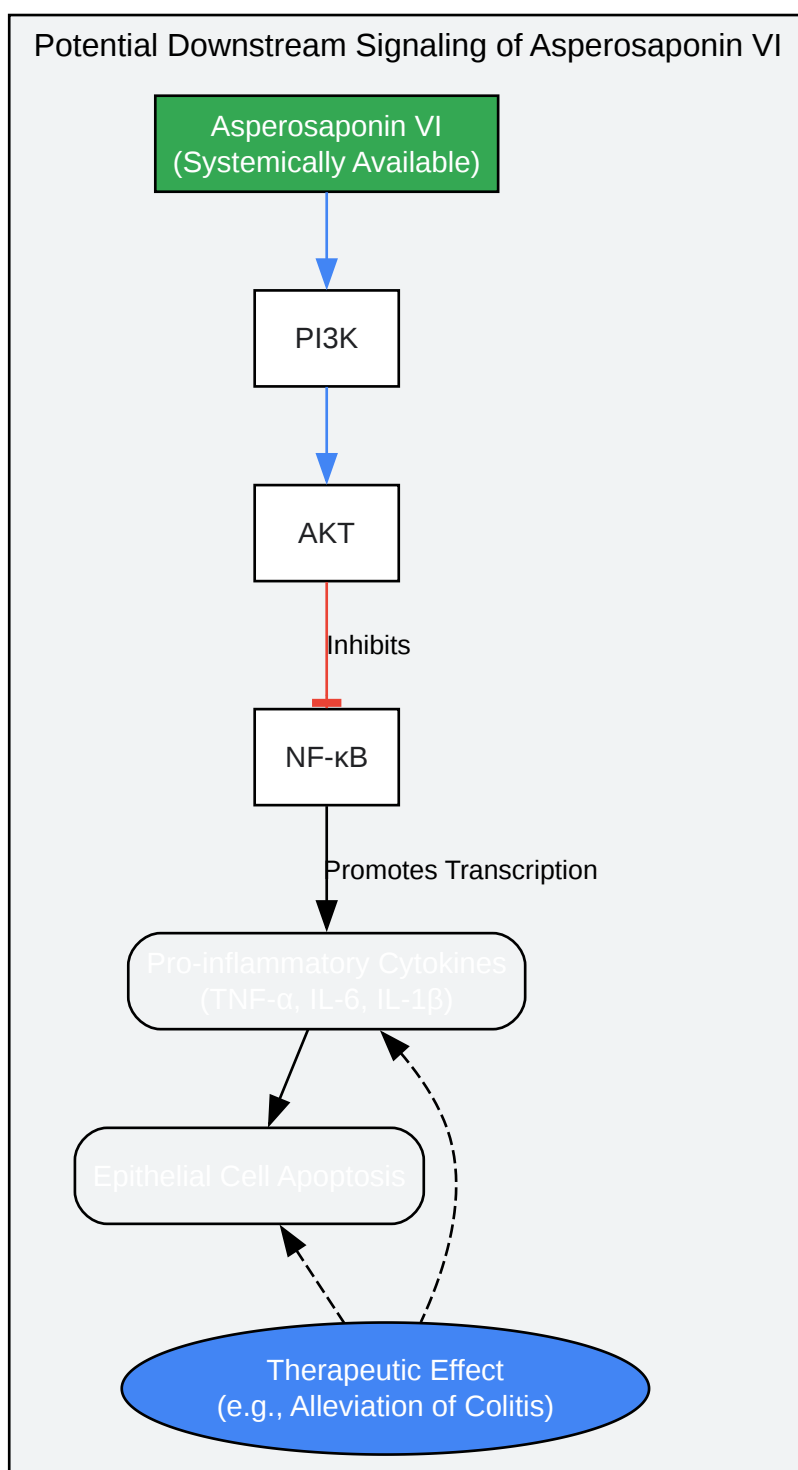 Potential Downstream Signaling of Asperosaponin VI
Asperosaponin VI
(Systemically Available)
PI3K
AKT
Inhibits
NF-κB
Promotes Transcription
Pro-inflammatory Cytokines
(TNF-α, IL-6, IL-1β)
Epithelial Cell Apoptosis
Therapeutic Effect
(e.g., Alleviation of Colitis)